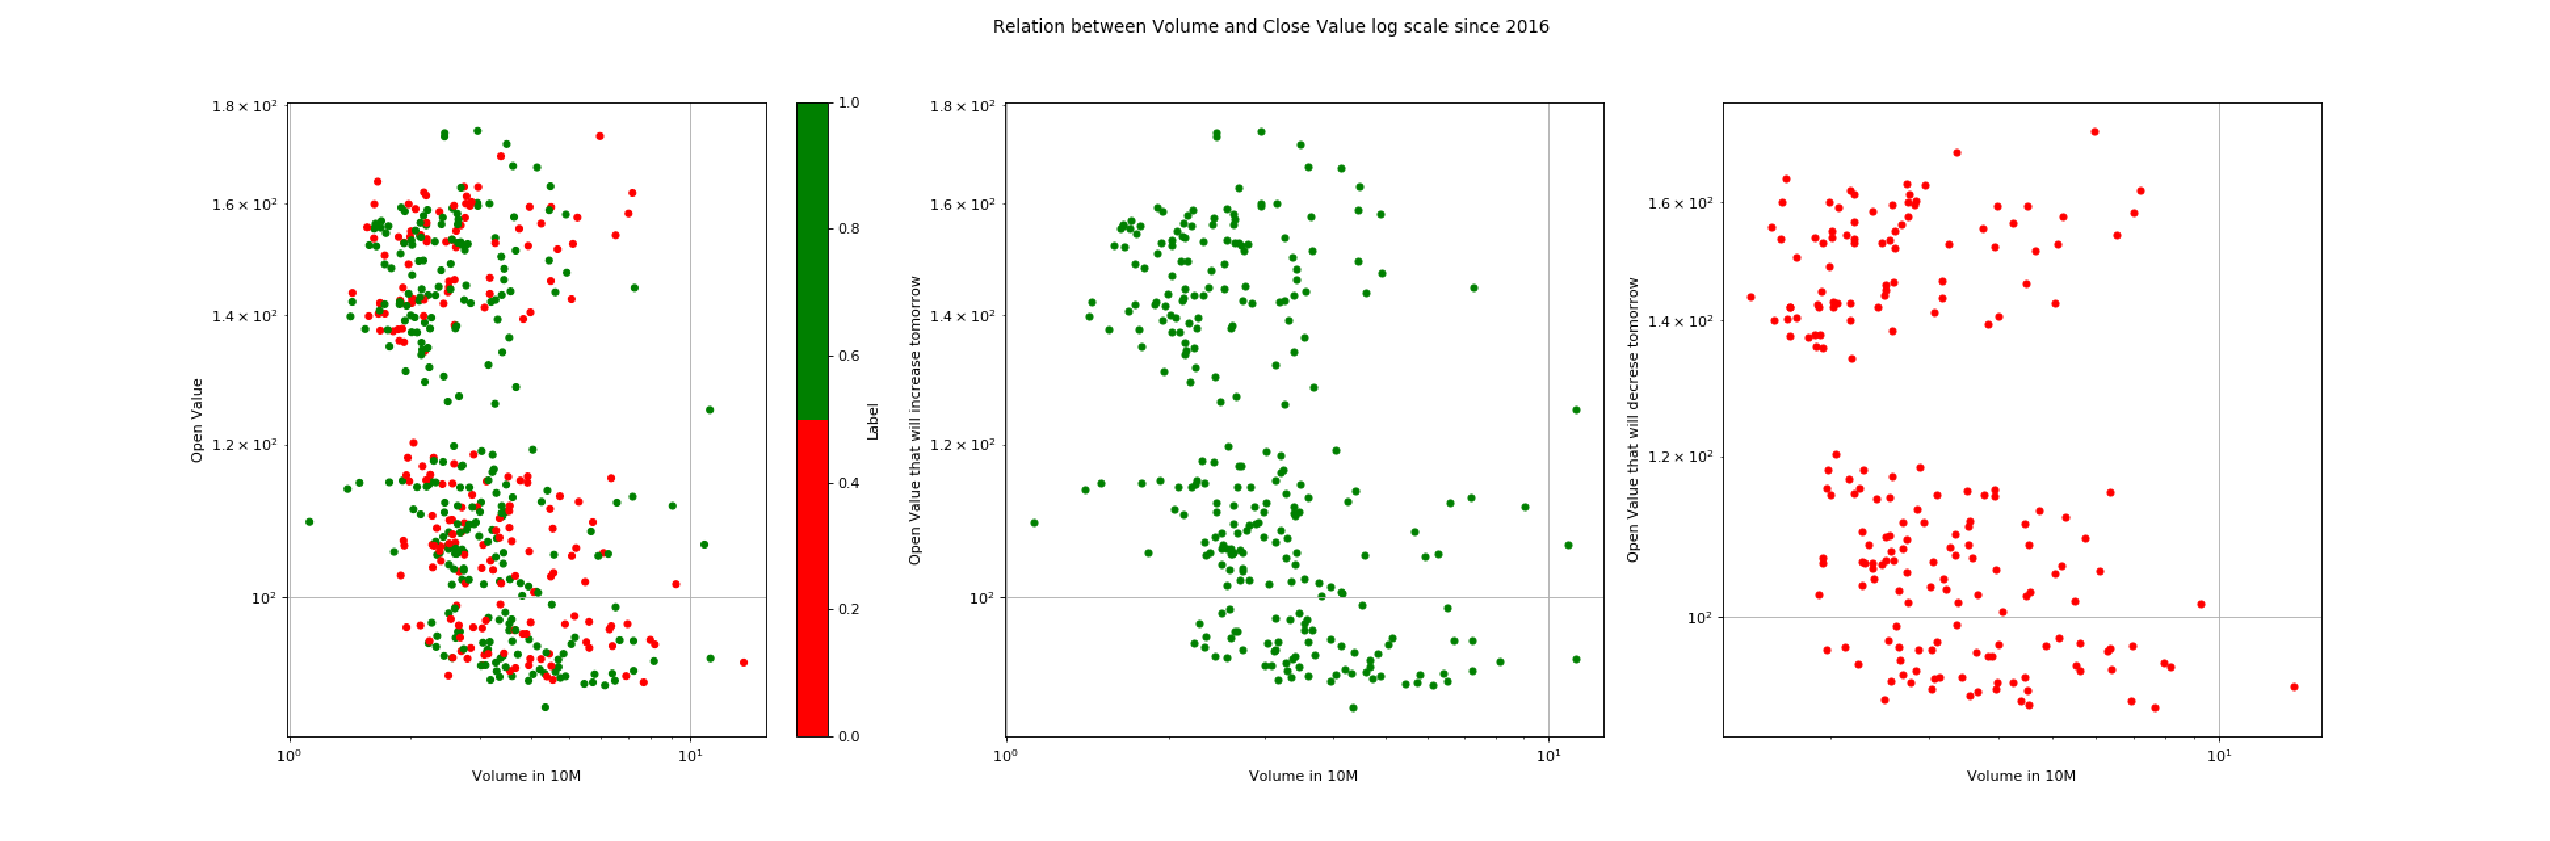 Relation between Volume and Close Value log scale since 2016
Open Value
1.8 × 10²
1.6 × 10²
1.4 × 10²
1.2 × 10²
10²
10⁰
10¹
Volume in 10M
1.0
0.8
0.6
0.4
0.2
0.0
Label
Open Value that will increase tomorrow
1.8 × 10²
1.6 × 10²
1.4 × 10²
1.2 × 10²
10²
10⁰
10¹
Volume in 10M
Open Value that will decrese tomorrow
1.6 × 10²
1.4 × 10²
1.2 × 10²
10²
10¹
Volume in 10M